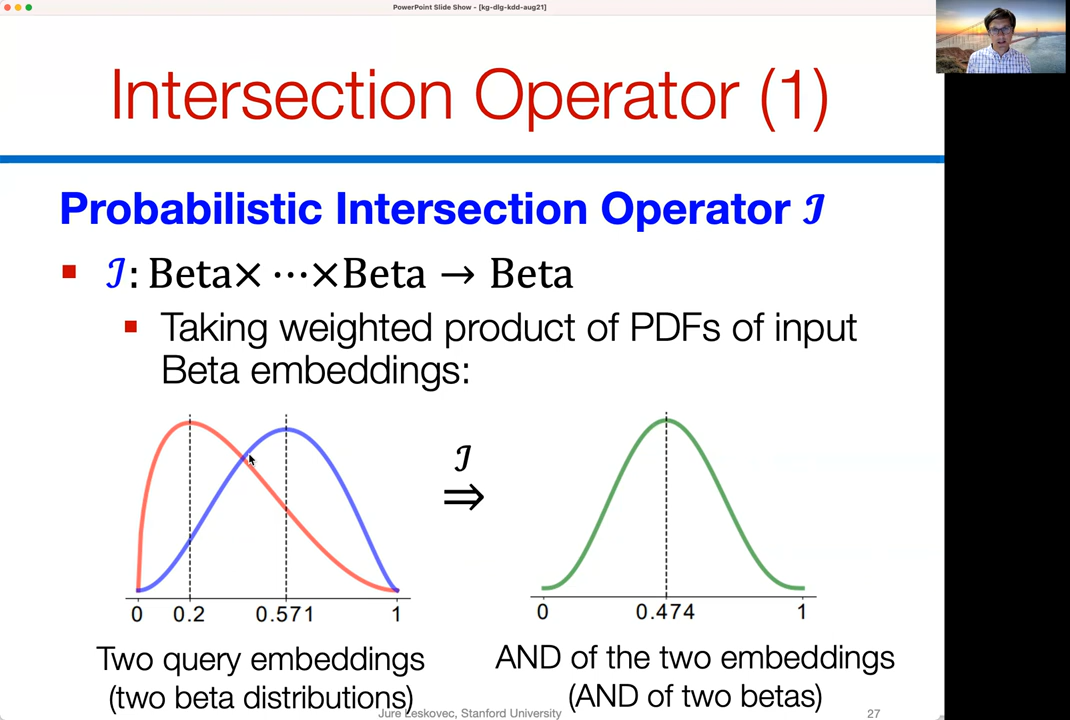 PowerPoint Slide Show - [kg-dlg-kdd-aug21]
Intersection Operator (1)
Probabilistic Intersection Operator ℐ
▪ ℐ: Beta× ⋯×Beta → Beta
▪ Taking weighted product of PDFs of input
Beta embeddings:
ℐ
⇒
0 0.2 0.571 1
0 0.474 1
Two query embeddings
(two beta distributions)
AND of the two embeddings
(AND of two betas)
Jure Leskovec, Stanford University
27